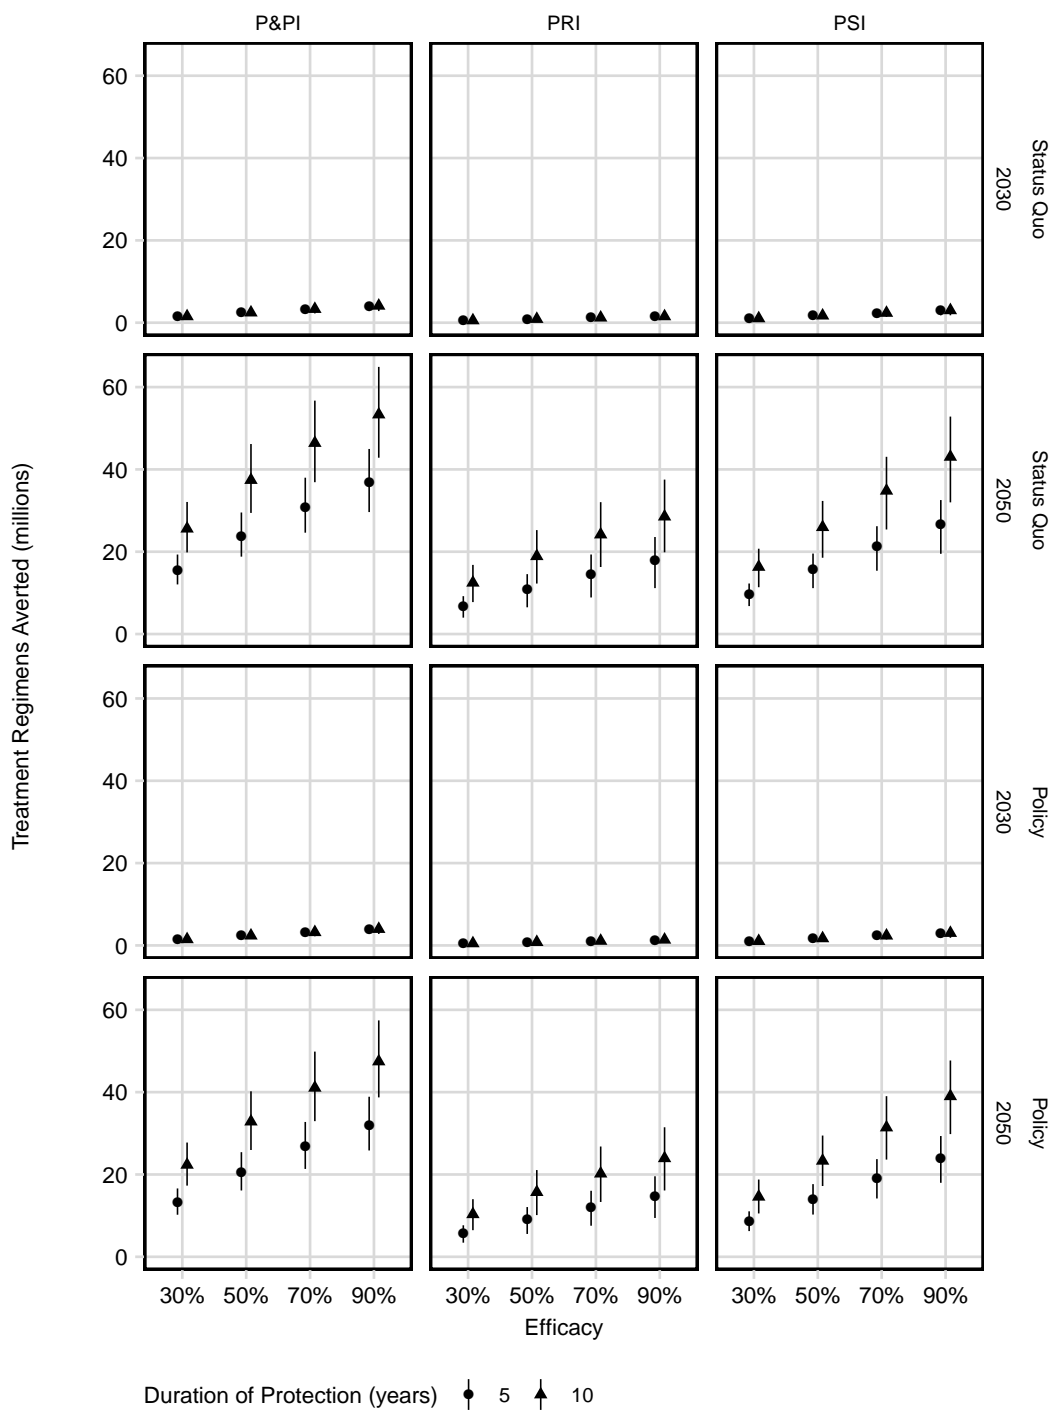 P&PI PRI PSI
60
40
20
0
Status Quo
2030
60
40
20
0
Status Quo
2050
Treatment Regimens Averted (millions)
60
40
20
0
Policy
2030
60
40
20
0
Policy
2050
30% 50% 70% 90% 30% 50% 70% 90% 30% 50% 70% 90%
Efficacy
Duration of Protection (years) 5 10